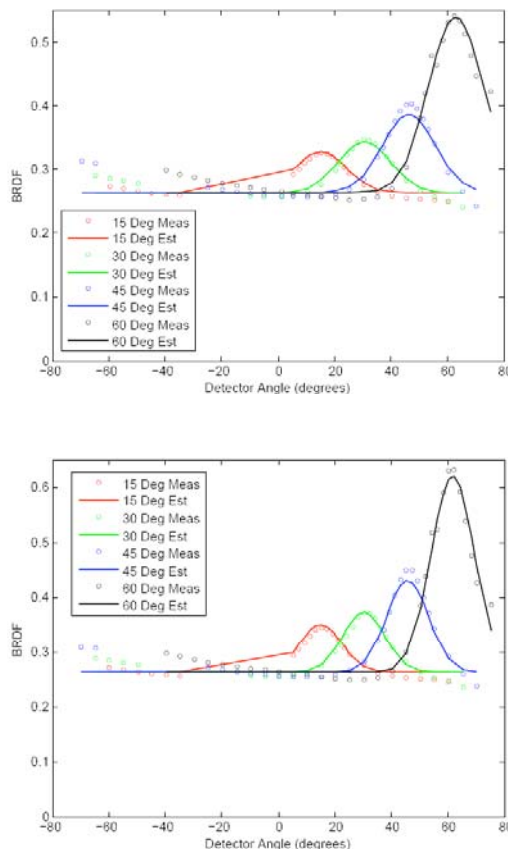 0.5
0.4
0.3
0.2
0.1
0
BRDF
15 Deg Meas
15 Deg Est
30 Deg Meas
30 Deg Est
45 Deg Meas
45 Deg Est
60 Deg Meas
60 Deg Est
−80 −60 −40 −20 0 20 40 60 80
Detector Angle (degrees)
0.6
0.5
0.4
0.3
0.2
0.1
0
BRDF
15 Deg Meas
15 Deg Est
30 Deg Meas
30 Deg Est
45 Deg Meas
45 Deg Est
60 Deg Meas
60 Deg Est
−80 −60 −40 −20 0 20 40 60 80
Detector Angle (degrees)